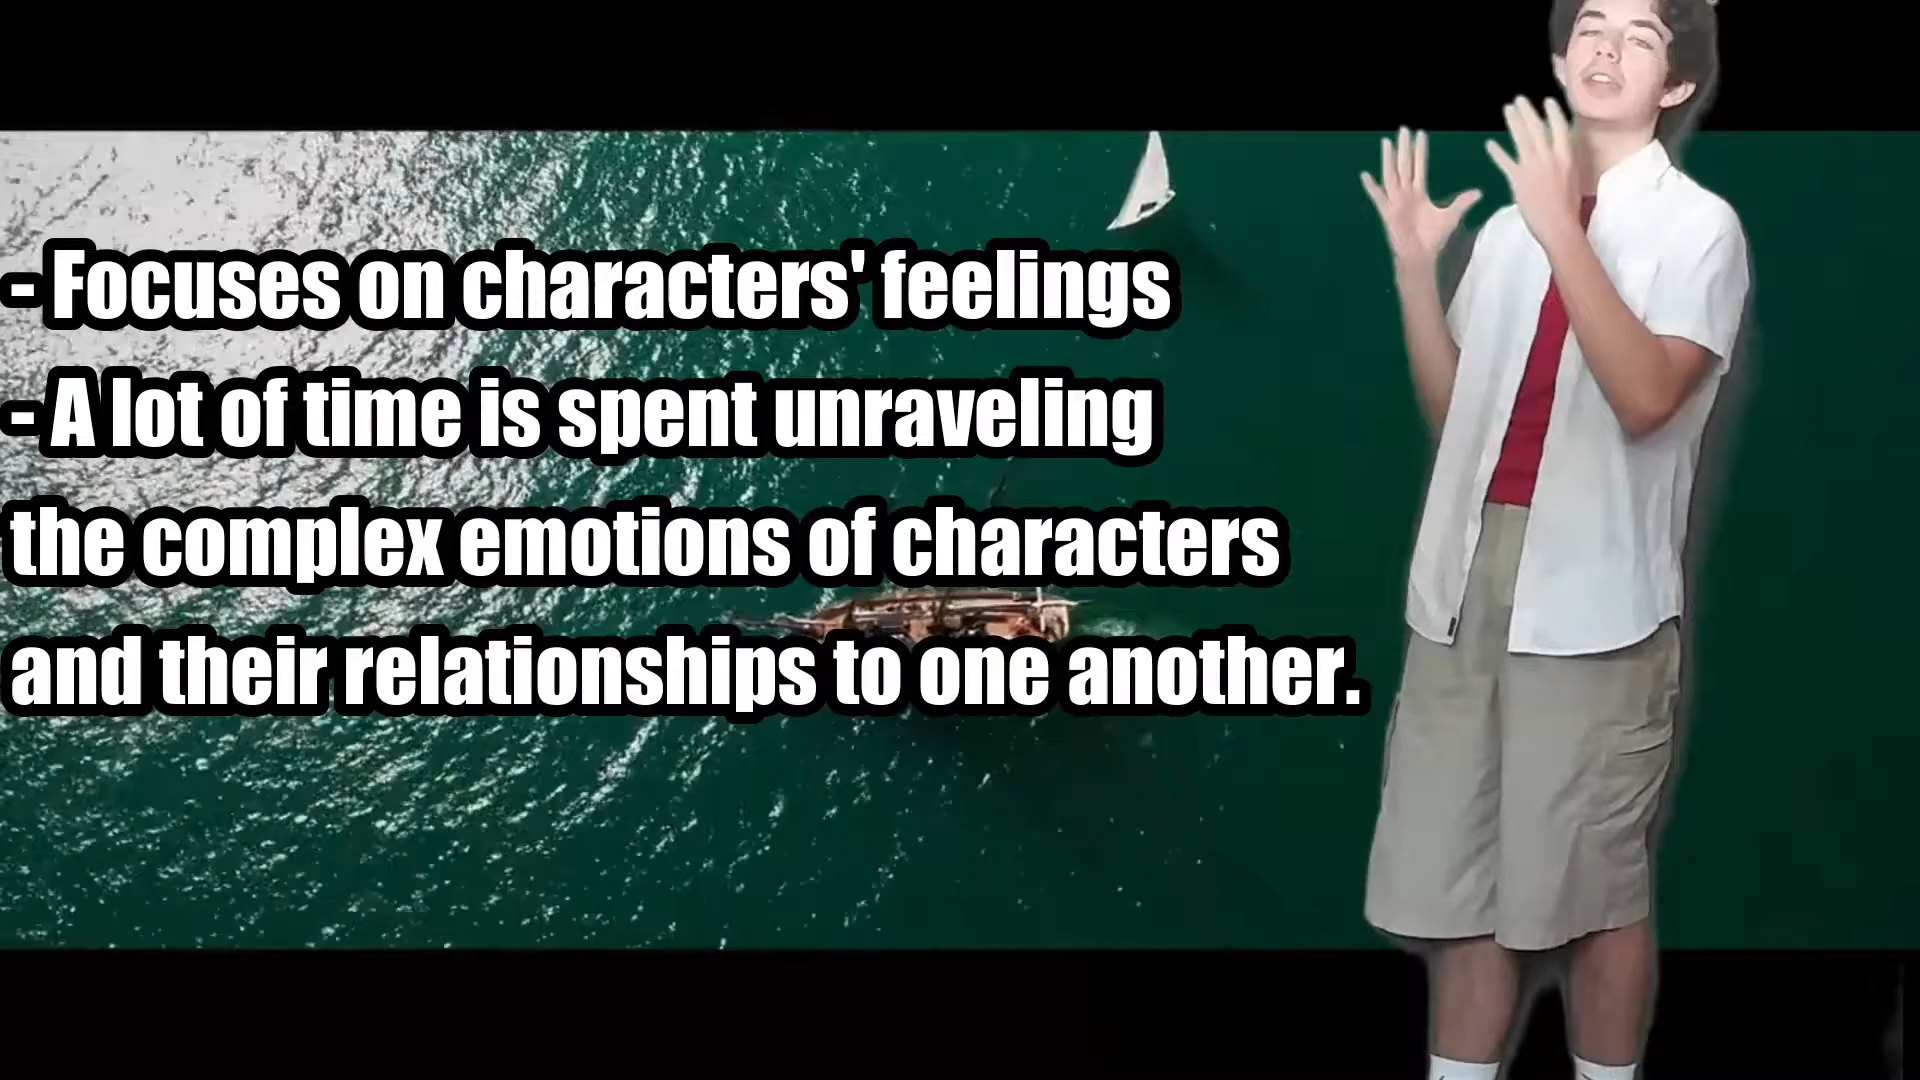 - Focuses on characters' feelings
- A lot of time is spent unraveling
the complex emotions of characters
and their relationships to one another.